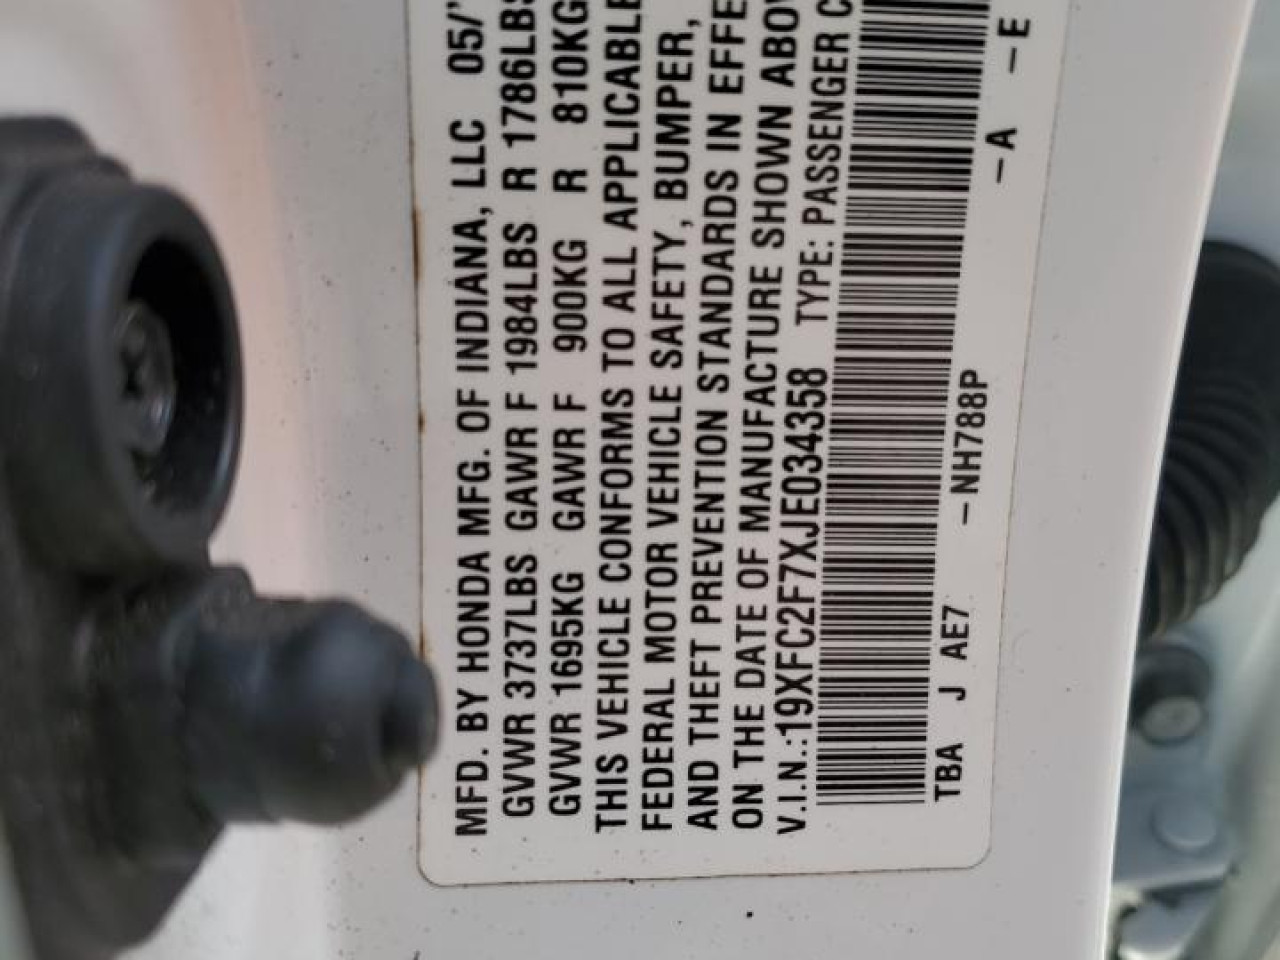 MFD. BY HONDA MFG. OF INDIANA, LLC 05/
GVWR 3737LBS GAWR F 1984LBS R 1786LBS
GVWR 1695KG GAWR F 900KG R 810KG
THIS VEHICLE CONFORMS TO ALL APPLICABLE
FEDERAL MOTOR VEHICLE SAFETY, BUMPER,
AND THEFT PREVENTION STANDARDS IN EFFE
ON THE DATE OF MANUFACTURE SHOWN ABOV
V.I.N.:19XFC2F7XJE034358 TYPE: PASSENGER C
TBA J AE7 –NH788P –A –E